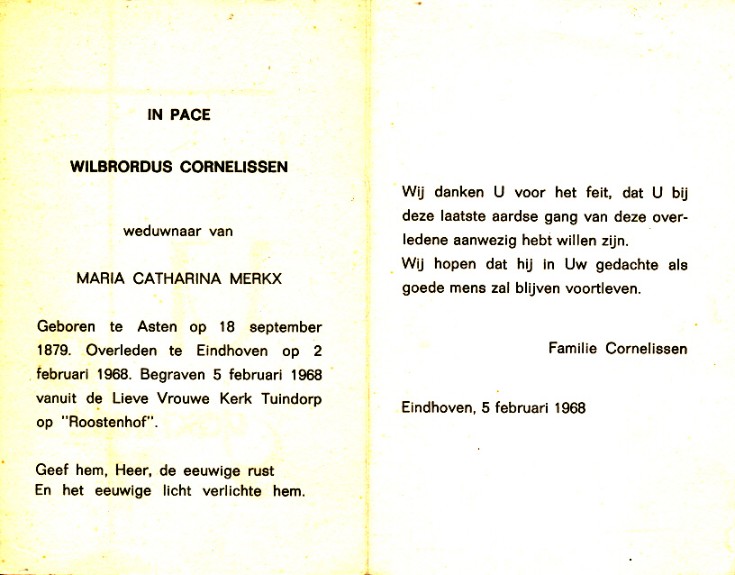 IN PACE
WILBRORDUS CORNELISSEN
weduwnaar van
MARIA CATHARINA MERKX
Geboren te Asten op 18 september
1879. Overleden te Eindhoven op 2
februari 1968. Begraven 5 februari 1968
vanuit de Lieve Vrouwe Kerk Tuindorp
op "Roostenhof".
Geef hem, Heer, de eeuwige rust
En het eeuwige licht verlichte hem.
Wij danken U voor het feit, dat U bij
deze laatste aardse gang van deze over-
ledene aanwezig hebt willen zijn.
Wij hopen dat hij in Uw gedachte als
goede mens zal blijven voortleven.
Familie Cornelissen
Eindhoven, 5 februari 1968